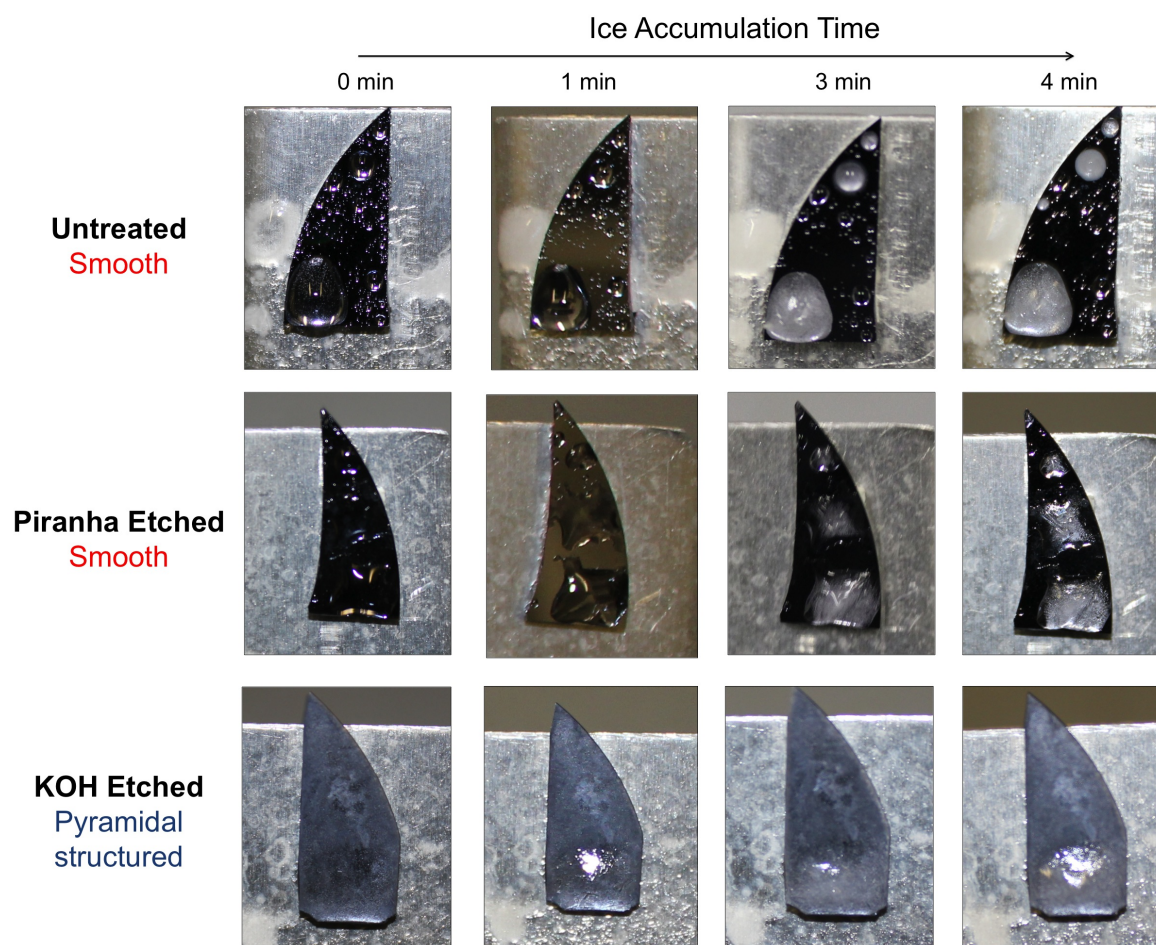 Ice Accumulation Time
0 min
1 min
3 min
4 min
Untreated
Smooth
Piranha Etched
Smooth
KOH Etched
Pyramidal
structured